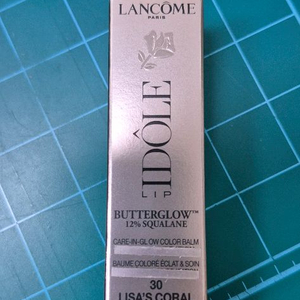 LANCÔME
PARIS
IDÔLE
LIP
BUTTERGLOW™
12% SQUALANE
CARE-IN-GLOW COLOR BALM
BAUME COLORÉ ÉCLAT & SOIN
30
LISA'S CORAL